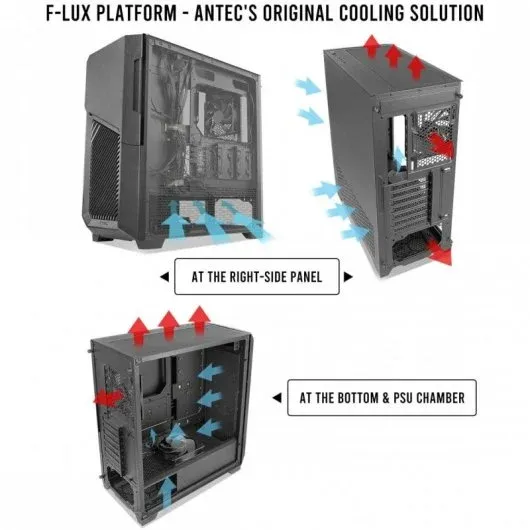 F-LUX PLATFORM - ANTEC'S ORIGINAL COOLING SOLUTION
AT THE RIGHT-SIDE PANEL
AT THE BOTTOM & PSU CHAMBER